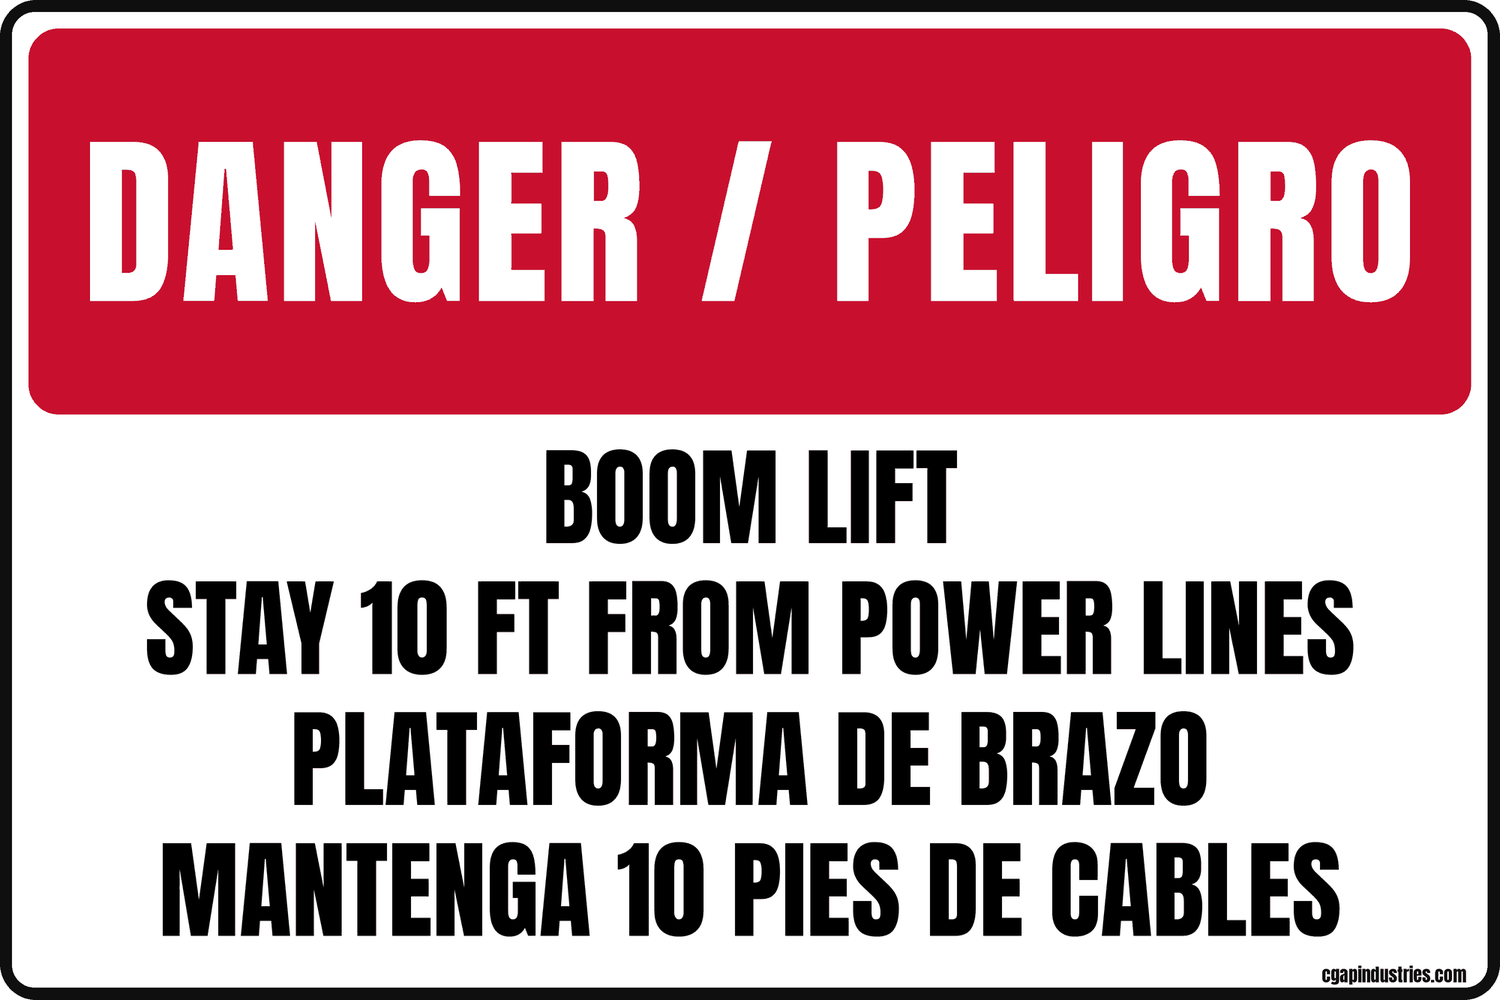 DANGER / PELIGRO
BOOM LIFT
STAY 10 FT FROM POWER LINES
PLATAFORMA DE BRAZO
MANTENGA 10 PIES DE CABLES
cgapindustries.com